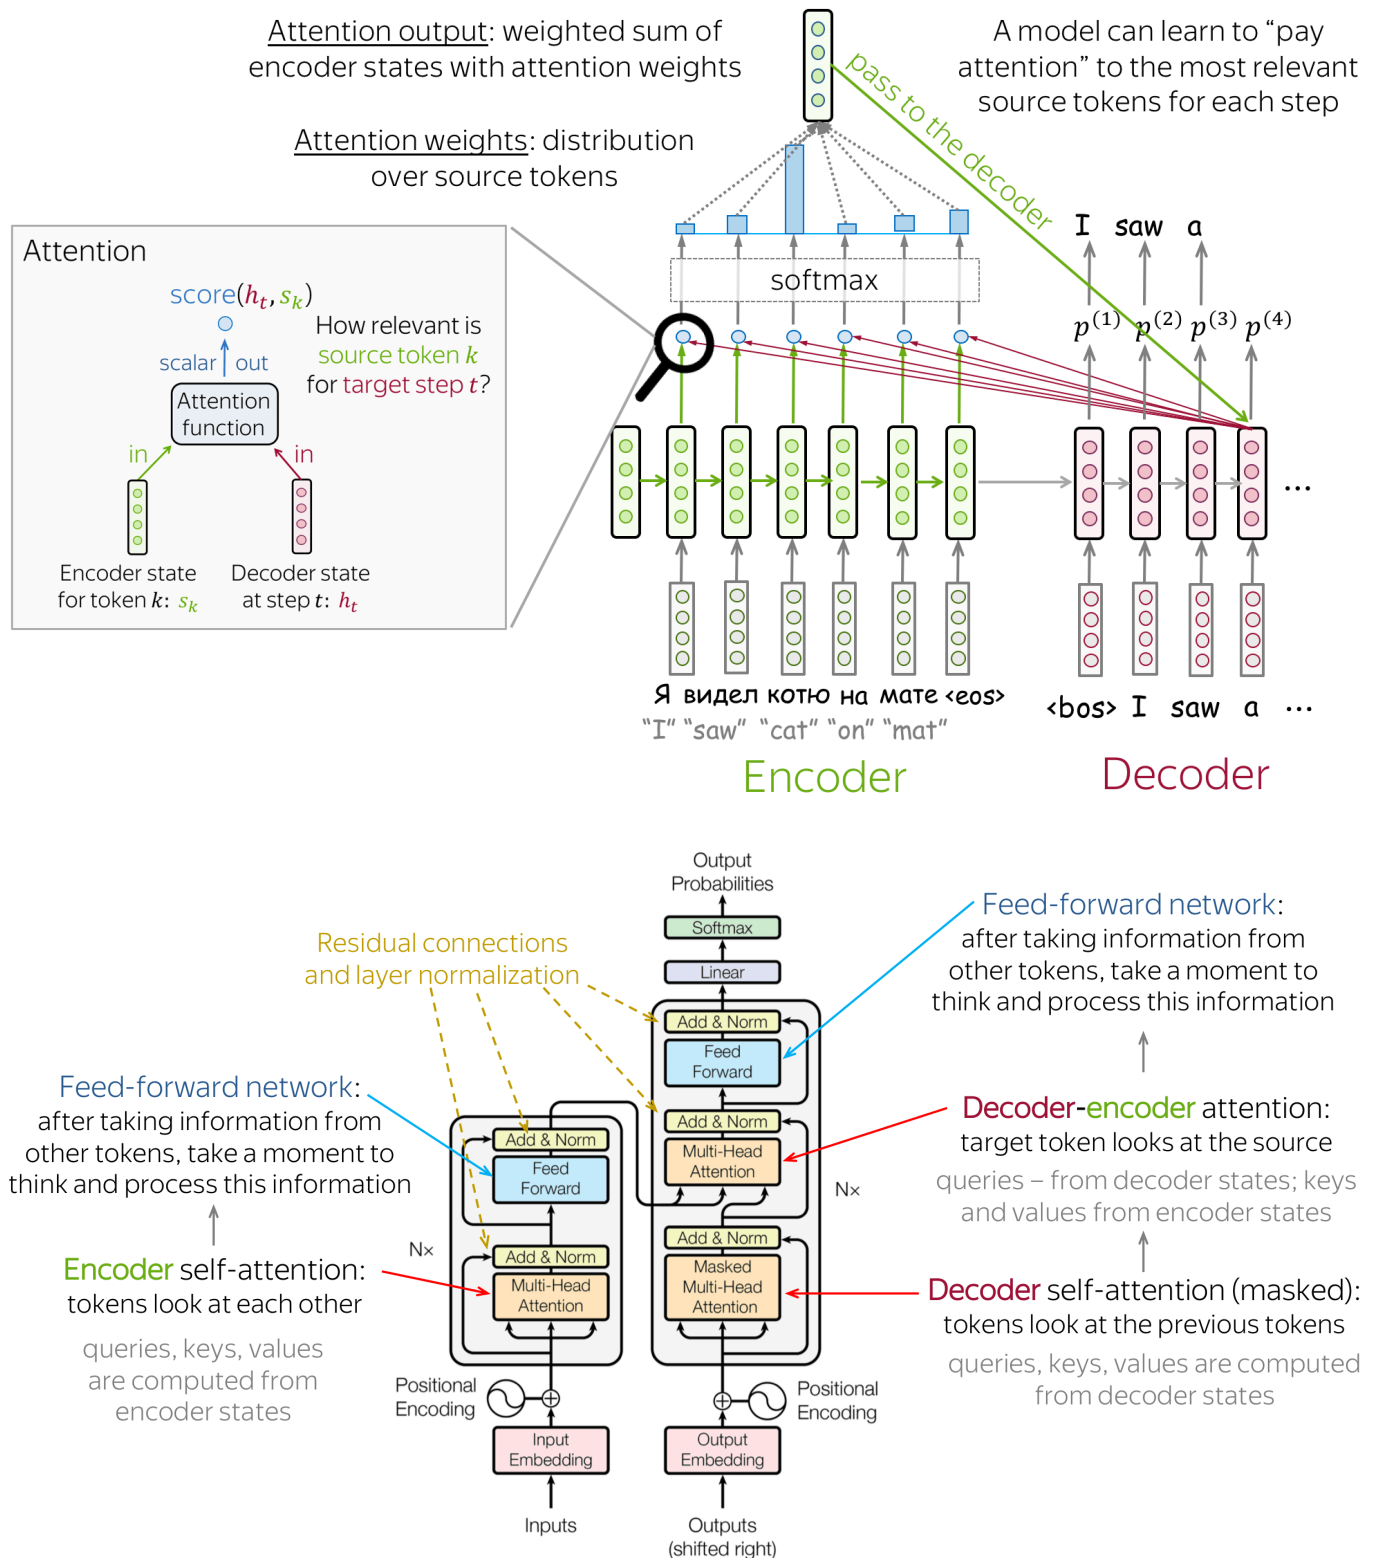 Attention output: weighted sum of
encoder states with attention weights
A model can learn to “pay
attention” to the most relevant
source tokens for each step
pass to the decoder
Attention weights: distribution
over source tokens
Attention
score(hₜ, sₖ)
How relevant is
source token k
for target step t?
scalar out
Attention
function
in
in
Encoder state
for token k: sₖ
Decoder state
at step t: hₜ
softmax
I saw a
p⁽¹⁾ p⁽²⁾ p⁽³⁾ p⁽⁴⁾
...
Я видел котю на мате <eos>
“I” “saw” “cat” “on” “mat”
<bos> I saw a ...
Encoder
Decoder
Output
Probabilities
Softmax
Linear
Add & Norm
Feed
Forward
Add & Norm
Multi-Head
Attention
Add & Norm
Masked
Multi-Head
Attention
N×
Positional
Encoding
Output
Embedding
Outputs
(shifted right)
Residual connections
and layer normalization
Add & Norm
Feed
Forward
Add & Norm
Multi-Head
Attention
N×
Positional
Encoding
Input
Embedding
Inputs
Feed-forward network:
after taking information from
other tokens, take a moment to
think and process this information
Encoder self-attention:
tokens look at each other
queries, keys, values
are computed from
encoder states
Feed-forward network:
after taking information from
other tokens, take a moment to
think and process this information
Decoder-encoder attention:
target token looks at the source
queries – from decoder states; keys
and values from encoder states
Decoder self-attention (masked):
tokens look at the previous tokens
queries, keys, values are computed
from decoder states